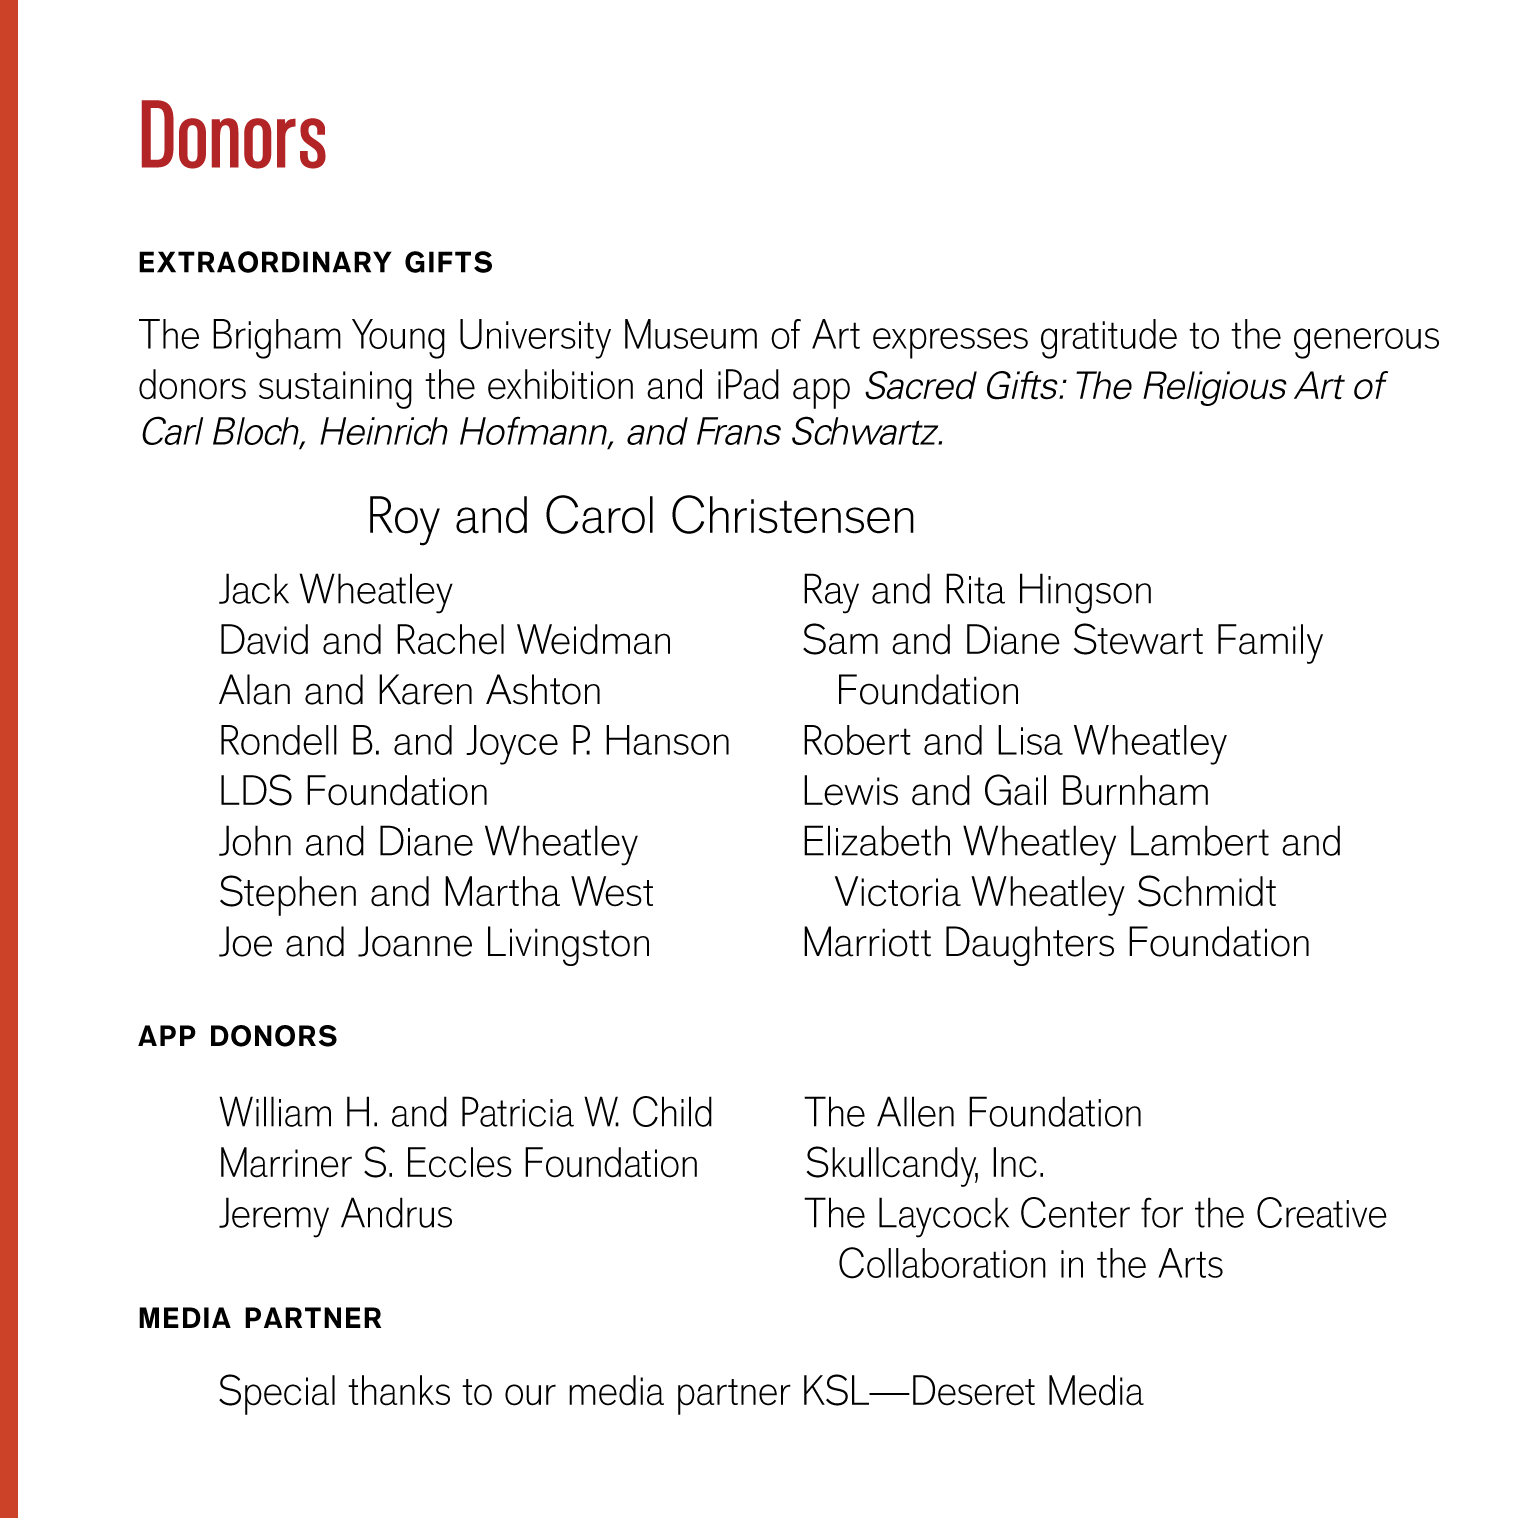 Donors
EXTRAORDINARY GIFTS
The Brigham Young University Museum of Art expresses gratitude to the generous
donors sustaining the exhibition and iPad app Sacred Gifts: The Religious Art of
Carl Bloch, Heinrich Hofmann, and Frans Schwartz.
Roy and Carol Christensen
Jack Wheatley
David and Rachel Weidman
Alan and Karen Ashton
Rondell B. and Joyce P. Hanson
LDS Foundation
John and Diane Wheatley
Stephen and Martha West
Joe and Joanne Livingston
Ray and Rita Hingson
Sam and Diane Stewart Family
Foundation
Robert and Lisa Wheatley
Lewis and Gail Burnham
Elizabeth Wheatley Lambert and
Victoria Wheatley Schmidt
Marriott Daughters Foundation
APP DONORS
William H. and Patricia W. Child
Marriner S. Eccles Foundation
Jeremy Andrus
The Allen Foundation
Skullcandy, Inc.
The Laycock Center for the Creative
Collaboration in the Arts
MEDIA PARTNER
Special thanks to our media partner KSL—Deseret Media